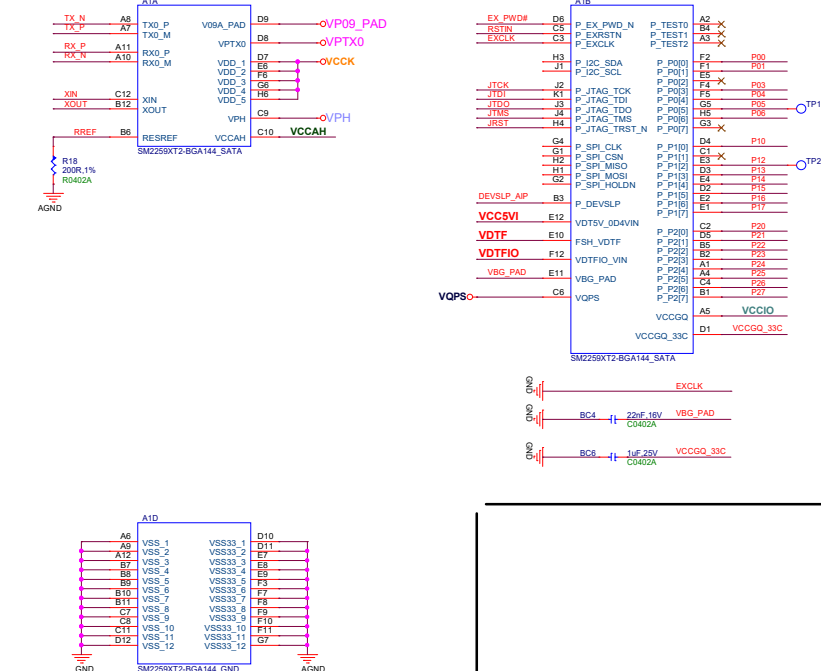 A1A
TX_N A8 TX0_P V09A_PAD D9 VP09_PAD
TX_P A7 TX0_M
VPTX0 D8 VPTX0
RX_P A11 RX0_P
RX_N A10 RX0_M
VDD_1 D7 VCCK
VDD_2 E6
VDD_3 F6
VDD_4 G6
VDD_5 H6
XIN C12 XIN
XOUT B12 XOUT
VPH C9 VPH
RREF B6 RESREF VCCAH C10 VCCAH
SM2259XT2-BGA144_SATA
R18
200R,1%
R0402A
AGND
A1B
EX_PWD# D6 P_EX_PWD_N P_TEST0 A2
RSTIN C5 P_EXRSTN P_TEST1 B4
EXCLK C3 P_EXCLK P_TEST2 A3
H3 P_I2C_SDA P_P0[0] F2 P00
J1 P_I2C_SCL P_P0[1] F1 P01
P_P0[2] E5
JTCK J2 P_JTAG_TCK P_P0[3] F4 P03
JTDI K1 P_JTAG_TDI P_P0[4] F5 P04
JTDO J3 P_JTAG_TDO P_P0[5] G5 P05 TP1
JTMS J4 P_JTAG_TMS P_P0[6] H5 P06
JRST H4 P_JTAG_TRST_N P_P0[7] G3
G4 P_SPI_CLK P_P1[0] D4 P10
G1 P_SPI_CSN P_P1[1] C1
H2 P_SPI_MISO P_P1[2] E3 P12 TP2
H1 P_SPI_MOSI P_P1[3] D3 P13
G2 P_SPI_HOLDN P_P1[4] E4 P14
P_P1[5] D2 P15
DEVSLP_AIP B3 P_DEVSLP P_P1[6] E2 P16
P_P1[7] E1 P17
VCC5VI E12 VDT5V_0D4VIN
P_P2[0] C2 P20
VDTF E10 FSH_VDTF P_P2[1] D5 P21
P_P2[2] B5 P22
VDTFIO F12 VDTFIO_VIN P_P2[3] B2 P23
P_P2[4] A1 P24
VBG_PAD E11 VBG_PAD P_P2[5] A4 P25
P_P2[6] C4 P26
VQPS C6 VQPS P_P2[7] B1 P27
VCCGQ A5 VCCIO
VCCGQ_33C D1 VCCGQ_33C
SM2259XT2-BGA144_SATA
GND EXCLK
GND BC4 22nF,16V VBG_PAD
C0402A
GND BC6 1uF,25V VCCGQ_33C
C0402A
A1D
A6 VSS_1 VSS33_1 D10
A9 VSS_2 VSS33_2 D11
A12 VSS_3 VSS33_3 E7
B7 VSS_4 VSS33_4 E8
B8 VSS_5 VSS33_5 E9
B9 VSS_6 VSS33_6 F3
B10 VSS_7 VSS33_7 F7
B11 VSS_8 VSS33_8 F8
C7 VSS_9 VSS33_9 F9
C8 VSS_10 VSS33_10 F10
C11 VSS_11 VSS33_11 F11
D12 VSS_12 VSS33_12 G7
GND SM2259XT2-BGA144_GND AGND